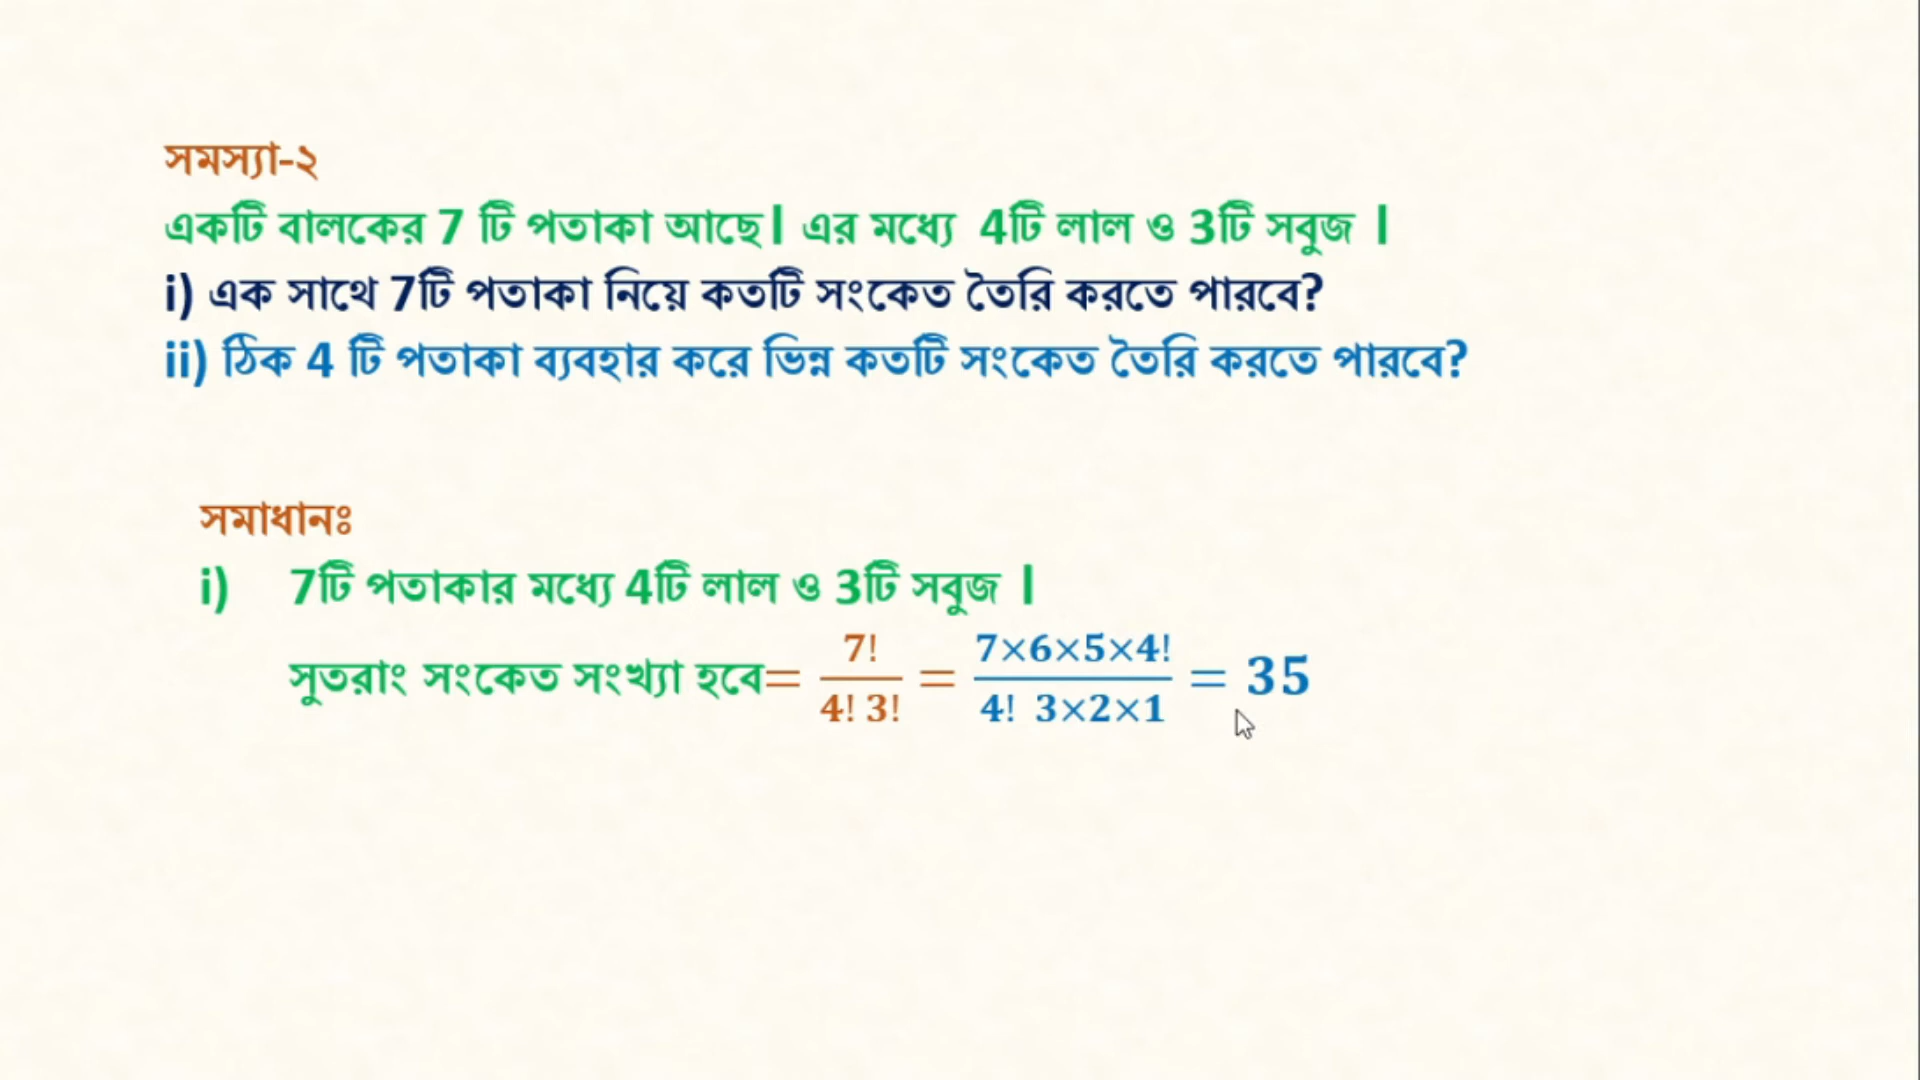 সমস্যা-২
একটি বালকের 7 টি পতাকা আছে। এর মধ্যে 4টি লাল ও 3টি সবুজ ।
i) এক সাথে 7টি পতাকা নিয়ে কতটি সংকেত তৈরি করতে পারবে?
ii) ঠিক 4 টি পতাকা ব্যবহার করে ভিন্ন কতটি সংকেত তৈরি করতে পারবে?
সমাধানঃ
i) 7টি পতাকার মধ্যে 4টি লাল ও 3টি সবুজ ।
সুতরাং সংকেত সংখ্যা হবে= 7!/4! 3! = 7×6×5×4!/4! 3×2×1 = 35